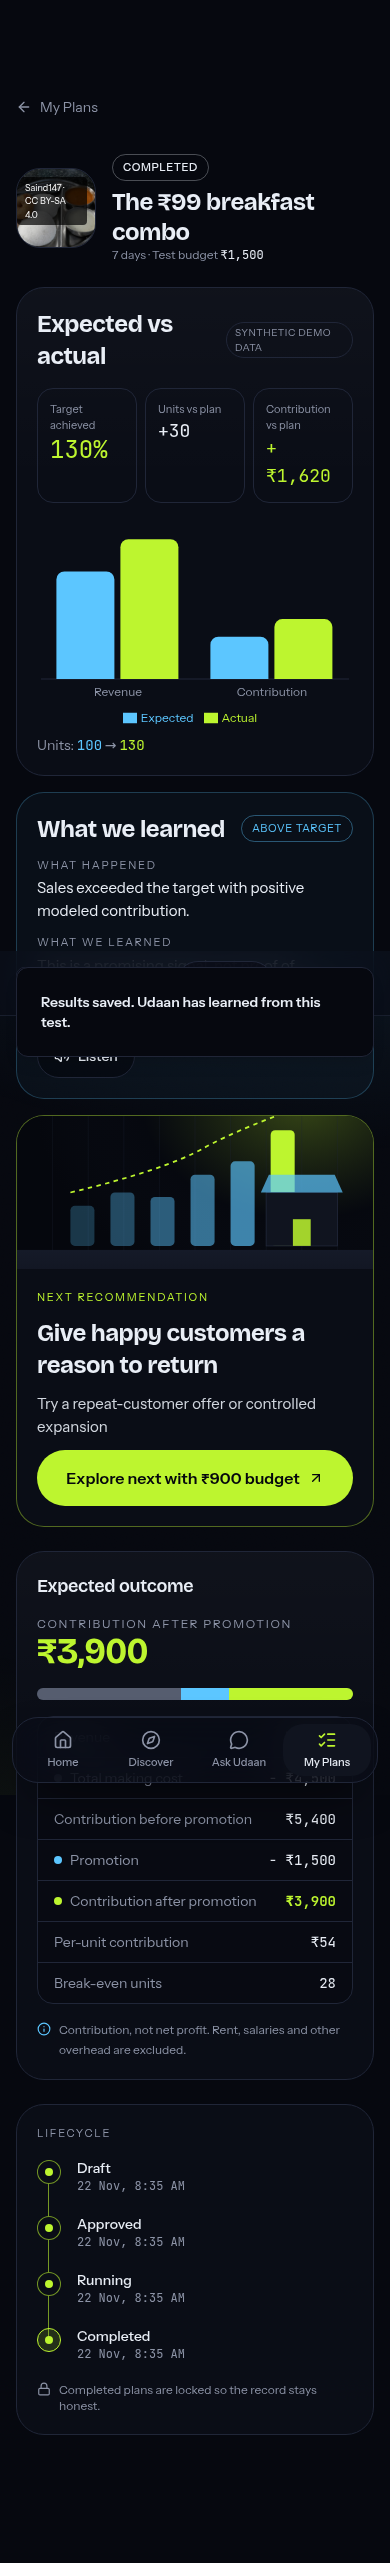 My Plans
Saind147 ·
CC BY-SA
4.0
COMPLETED
The ₹99 breakfast
combo
7 days · Test budget ₹1,500
Expected vs
actual
SYNTHETIC DEMO
DATA
Target
achieved
130%
Units vs plan
+30
Contribution
vs plan
+
₹1,620
Revenue
Contribution
Expected
Actual
Units: 100 → 130
What we learned
ABOVE TARGET
WHAT HAPPENED
Sales exceeded the target with positive
modeled contribution.
WHAT WE LEARNED
This is a promising
Results saved. Udaan has learned from this
test.
Listen
NEXT RECOMMENDATION
Give happy customers a
reason to return
Try a repeat-customer offer or controlled
expansion
Explore next with ₹900 budget
Expected outcome
CONTRIBUTION AFTER PROMOTION
₹3,900
Home
Discover
Ask Udaan
My Plans
Total making cost
- ₹4,500
Contribution before promotion
₹5,400
Promotion
- ₹1,500
Contribution after promotion
₹3,900
Per-unit contribution
₹54
Break-even units
28
Contribution, not net profit. Rent, salaries and other
overhead are excluded.
LIFECYCLE
Draft
22 Nov, 8:35 AM
Approved
22 Nov, 8:35 AM
Running
22 Nov, 8:35 AM
Completed
22 Nov, 8:35 AM
Completed plans are locked so the record stays
honest.